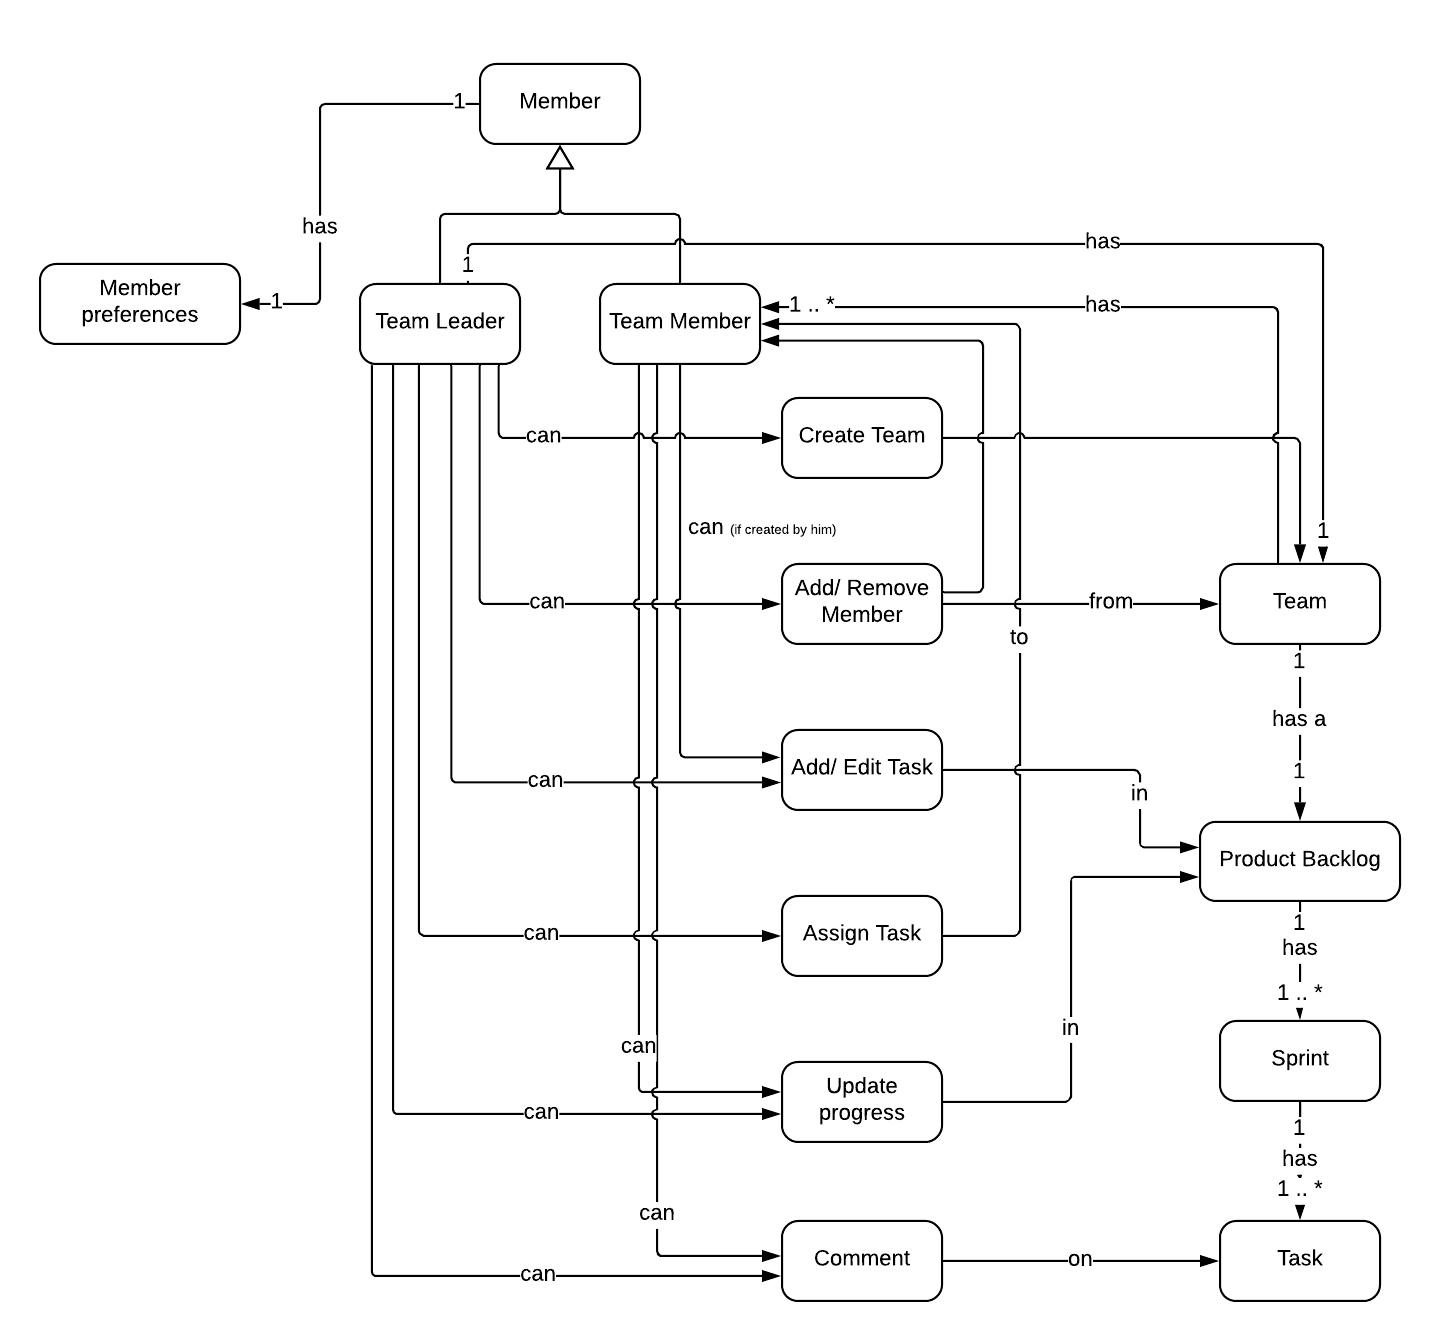 1
Member
has
1
Member
preferences
1
has
Team Leader
Team Member
1 .. *
has
can
Create Team
can (if created by him)
1
can
Add/ Remove
Member
from
Team
to
1
has a
1
can
Add/ Edit Task
in
Product Backlog
can
Assign Task
1
has
1 .. *
can
in
Sprint
can
Update
progress
1
has
1 .. *
can
can
Comment
on
Task